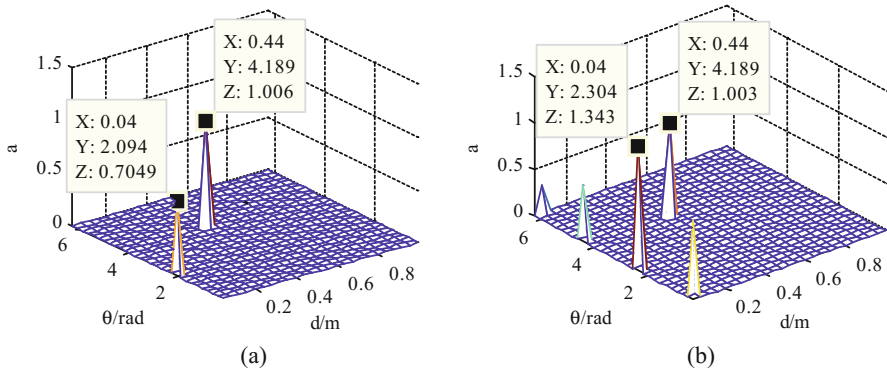 X: 0.44
Y: 4.189
Z: 1.006
X: 0.04
Y: 2.094
Z: 0.7049
1.5
1
0.5
0
a
6
4
2
θ/rad
0.2
0.4
0.6
0.8
d/m
(a)
X: 0.04
Y: 2.304
Z: 1.343
X: 0.44
Y: 4.189
Z: 1.003
1.5
1
0.5
0
a
6
4
2
θ/rad
0.2
0.4
0.6
0.8
d/m
(b)